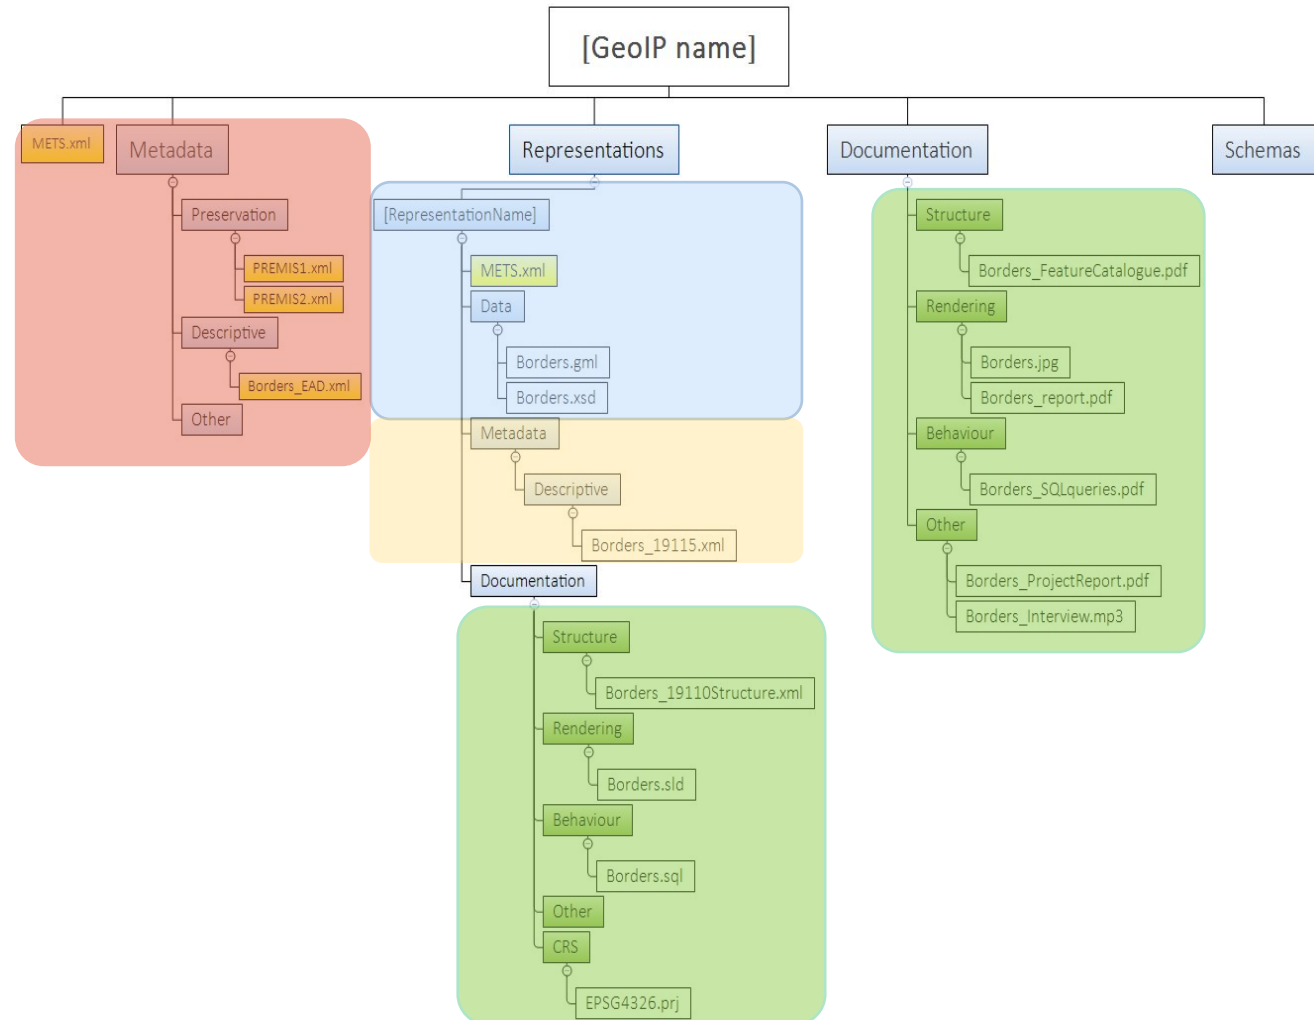 [GeoIP name]
METS.xml
Metadata
Preservation
PREMIS1.xml
PREMIS2.xml
Descriptive
Borders_EAD.xml
Other
Representations
[RepresentationName]
METS.xml
Data
Borders.gml
Borders.xsd
Metadata
Descriptive
Borders_19115.xml
Documentation
Structure
Borders_19110Structure.xml
Rendering
Borders.sld
Behaviour
Borders.sql
Other
CRS
EPSG4326.prj
Documentation
Structure
Borders_FeatureCatalogue.pdf
Rendering
Borders.jpg
Borders_report.pdf
Behaviour
Borders_SQLqueries.pdf
Other
Borders_ProjectReport.pdf
Borders_Interview.mp3
Schemas